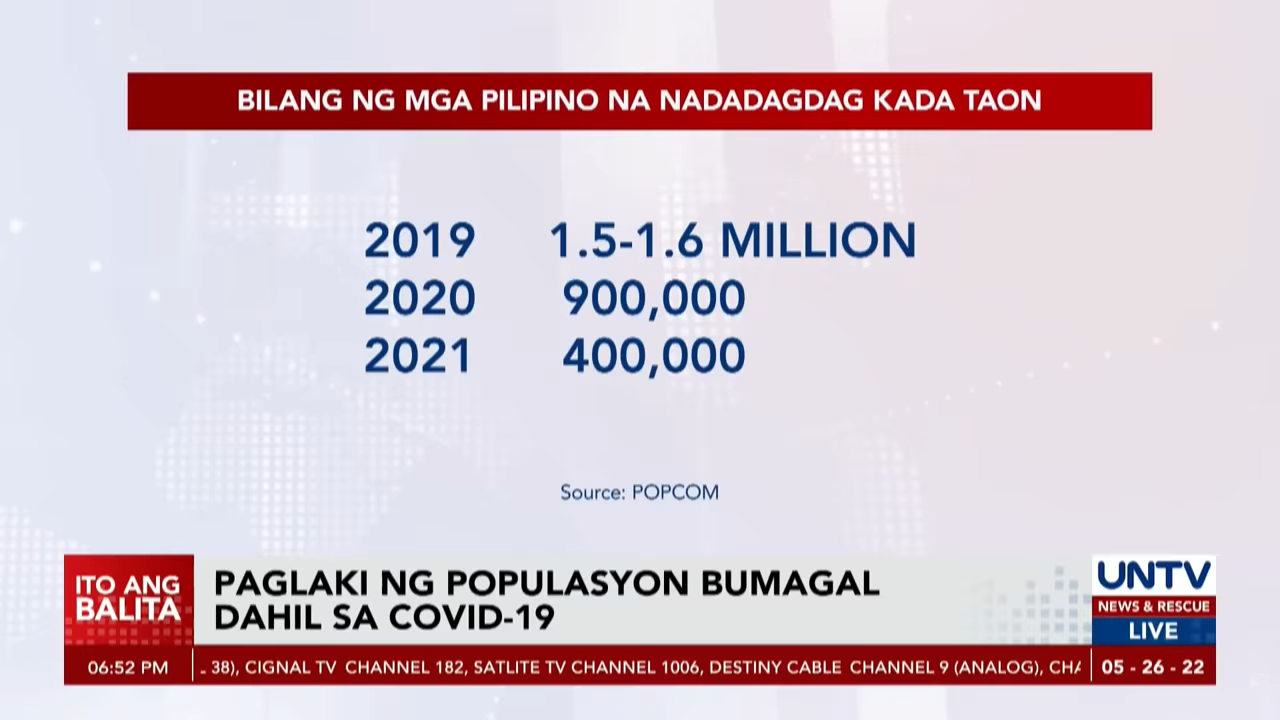 BILANG NG MGA PILIPINO NA NADADAGDAG KADA TAON
2019 1.5-1.6 MILLION
2020 900,000
2021 400,000
Source: POPCOM
ITO ANG
BALITA
PAGLAKI NG POPULASYON BUMAGAL
DAHIL SA COVID-19
UNTV
NEWS & RESCUE
LIVE
06:52 PM
38), CIGNAL TV CHANNEL 182, SATLITE TV CHANNEL 1006, DESTINY CABLE CHANNEL 9 (ANALOG),
05 - 26 - 22